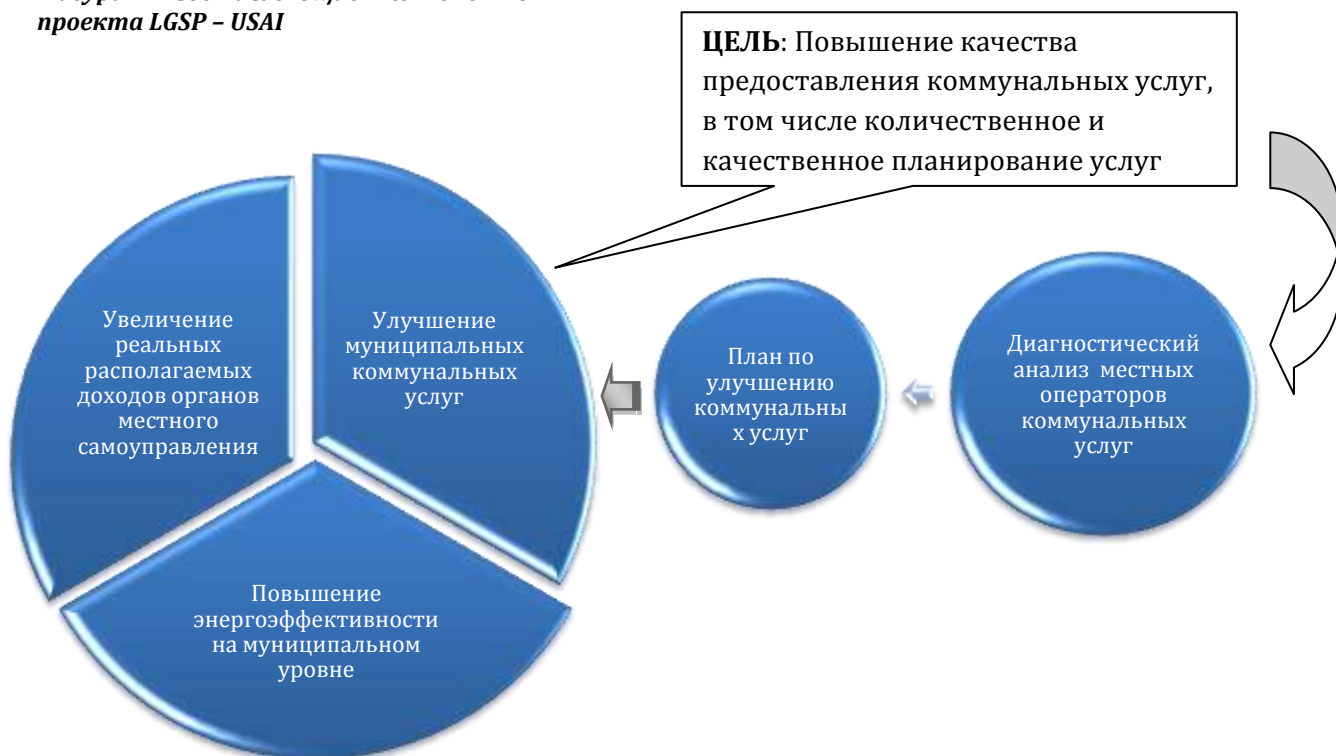 проекта LGSP – USAI
ЦЕЛЬ: Повышение качества
предоставления коммунальных услуг,
в том числе количественное и
качественное планирование услуг
Увеличение
реальных
располагаемых
доходов органов
местного
самоуправления
Улучшение
муниципальных
коммунальных
услуг
План по
улучшению
коммунальны
х услуг
Диагностический
анализ местных
операторов
коммунальных
услуг
Повышение
энергоэффективности
на муниципальном
уровне